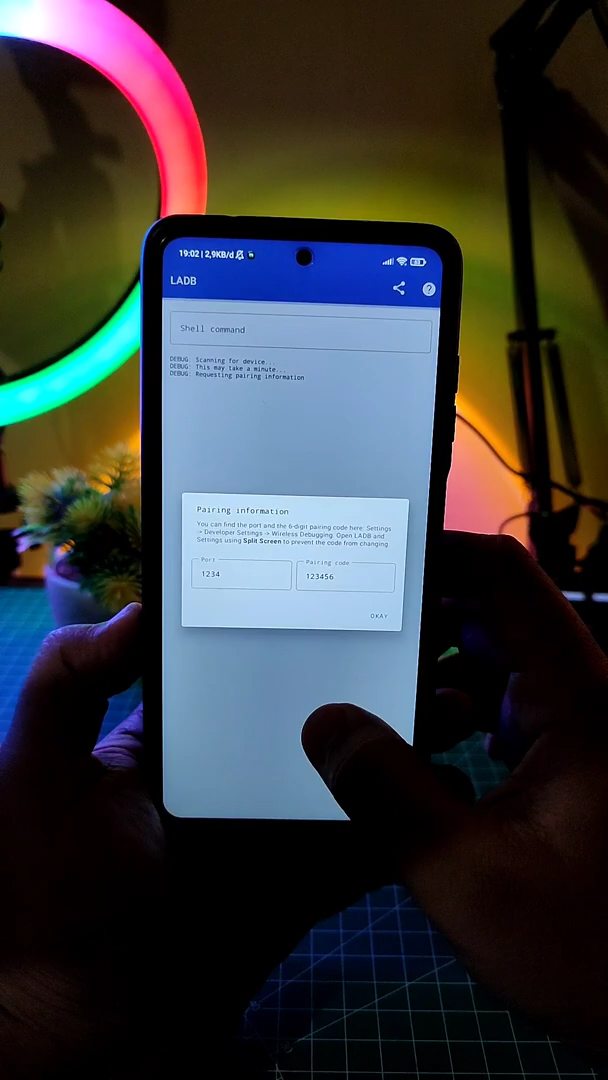 19:02 | 2,9KB/d
LADB
Shell command
DEBUG: Scanning for device...
DEBUG: This may take a minute...
DEBUG: Requesting pairing information
Pairing information
You can find the port and the 6-digit pairing code here: Settings
-> Developer Settings -> Wireless Debugging. Open LADB and
Settings using Split Screen to prevent the code from changing
Port
Pairing code
1234
123456
OKAY